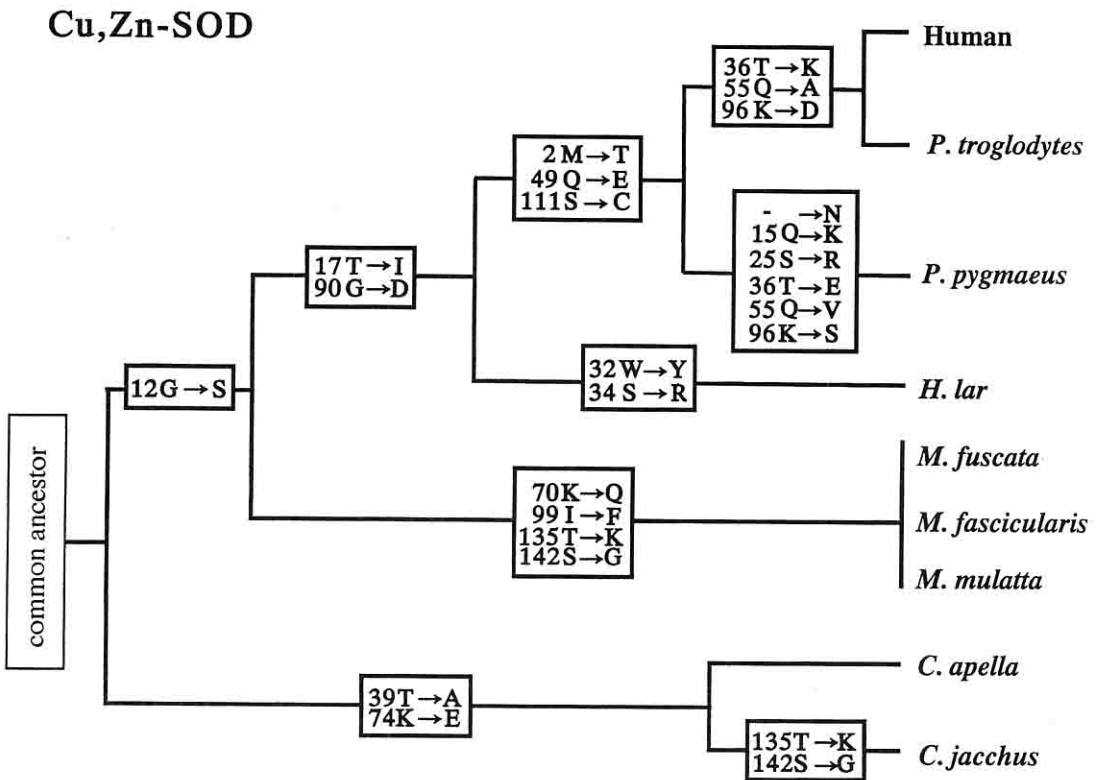 Cu,Zn-SOD
Human
36T→K
55Q→A
96K→D
P. troglodytes
2M→T
49Q→E
111S→C
- →N
15Q→K
25S→R
36T→E
55Q→V
96K→S
P. pygmaeus
17T→I
90G→D
32W→Y
34S→R
H. lar
12G→S
common ancestor
M. fuscata
70K→Q
99I→F
135T→K
142S→G
M. fascicularis
M. mulatta
C. apella
39T→A
74K→E
135T→K
142S→G
C. jacchus